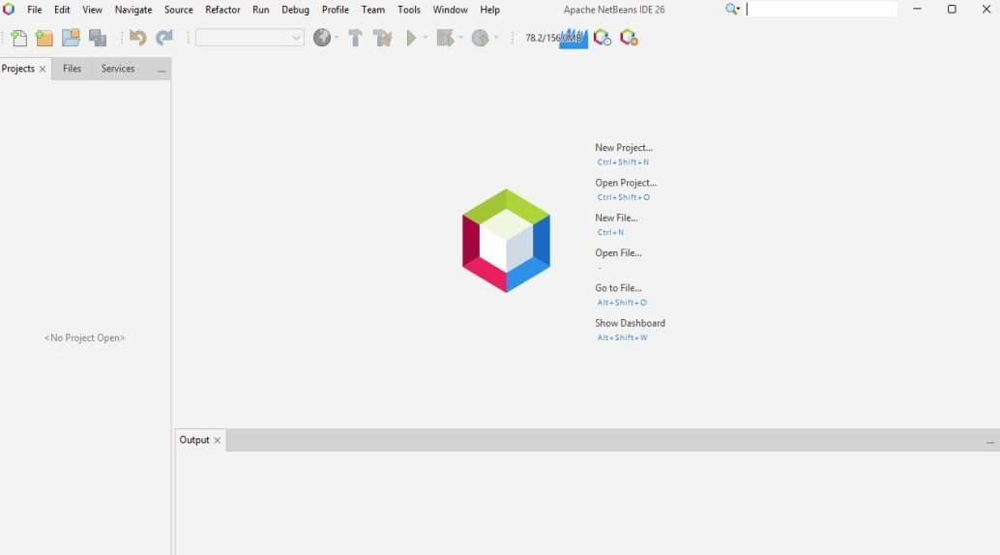 File Edit View Navigate Source Refactor Run Debug Profile Team Tools Window Help Apache NetBeans IDE 26
78.2/156.0MB
Projects Files Services
New Project...
Ctrl+Shift+N
Open Project...
Ctrl+Shift+O
New File...
Ctrl+N
Open File...
-
Go to File...
Alt+Shift+O
Show Dashboard
Alt+Shift+W
<No Project Open>
Output